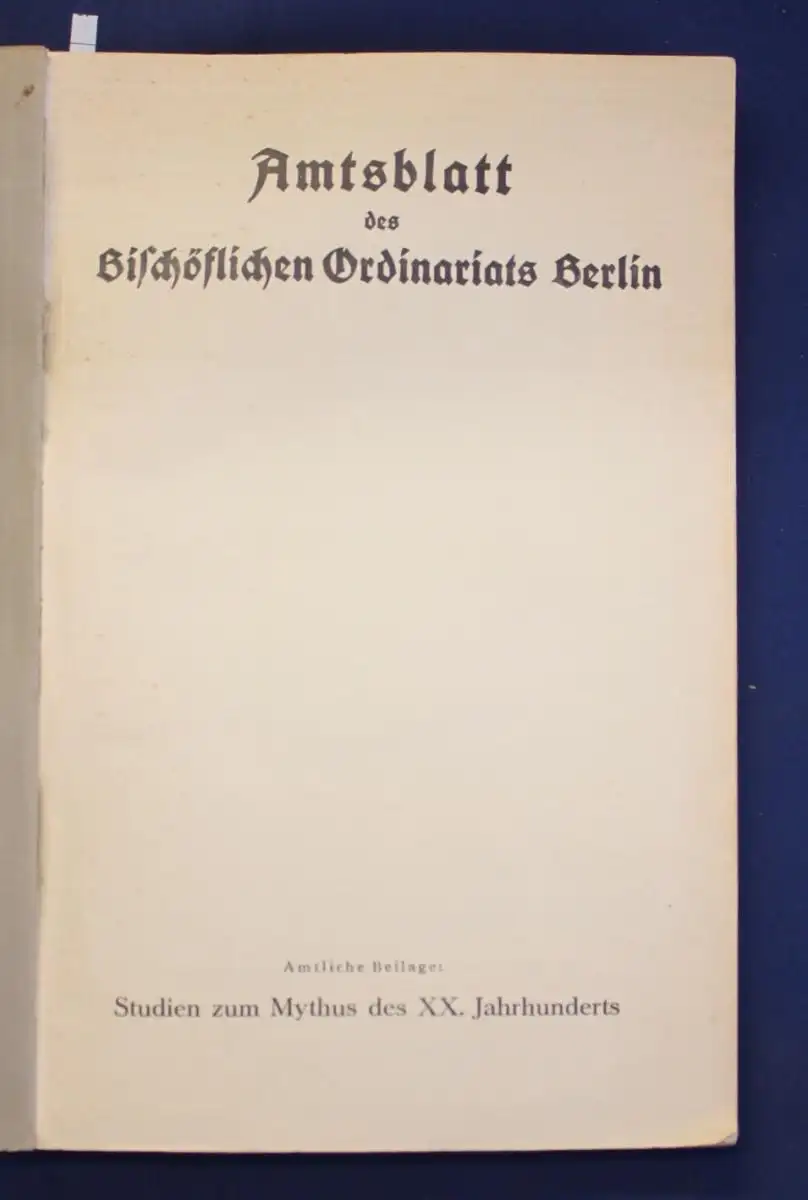 Amtsblatt
des
Biſchöflichen Ordinariats Berlin
Amtliche Beilage:
Studien zum Mythus des XX. Jahrhunderts